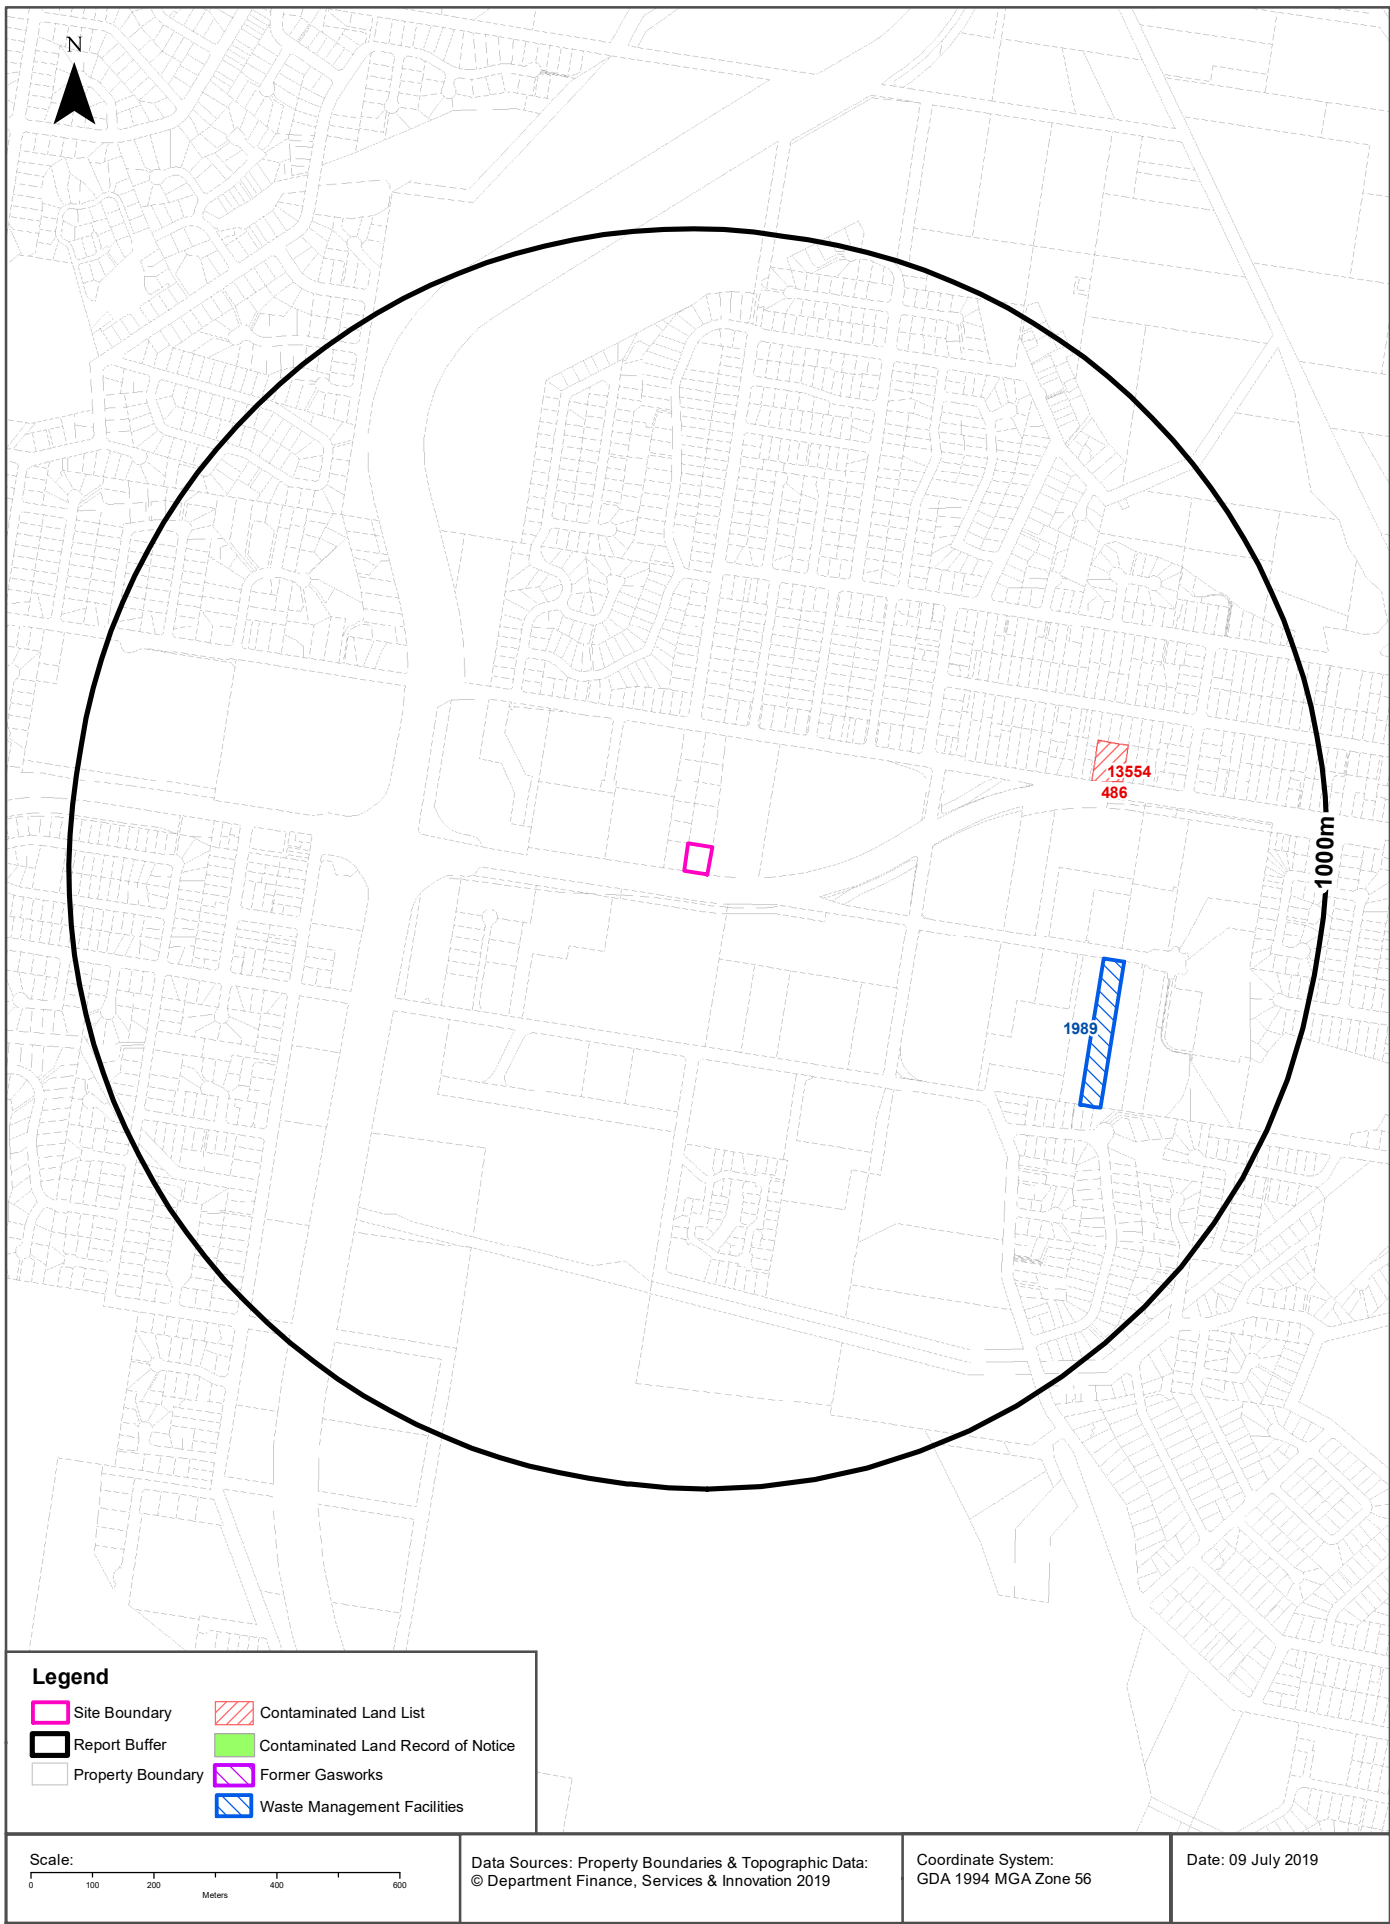 N
13554
486
1000m
1989
Legend
Site Boundary
Report Buffer
Property Boundary
Contaminated Land List
Contaminated Land Record of Notice
Former Gasworks
Waste Management Facilities
Scale:
0 100 200 400 600
Meters
Data Sources: Property Boundaries & Topographic Data:
© Department Finance, Services & Innovation 2019
Coordinate System:
GDA 1994 MGA Zone 56
Date: 09 July 2019